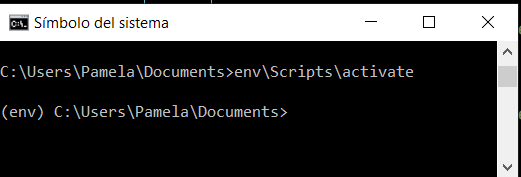 Símbolo del sistema
C:\Users\Pamela\Documents>env\Scripts\activate
(env) C:\Users\Pamela\Documents>